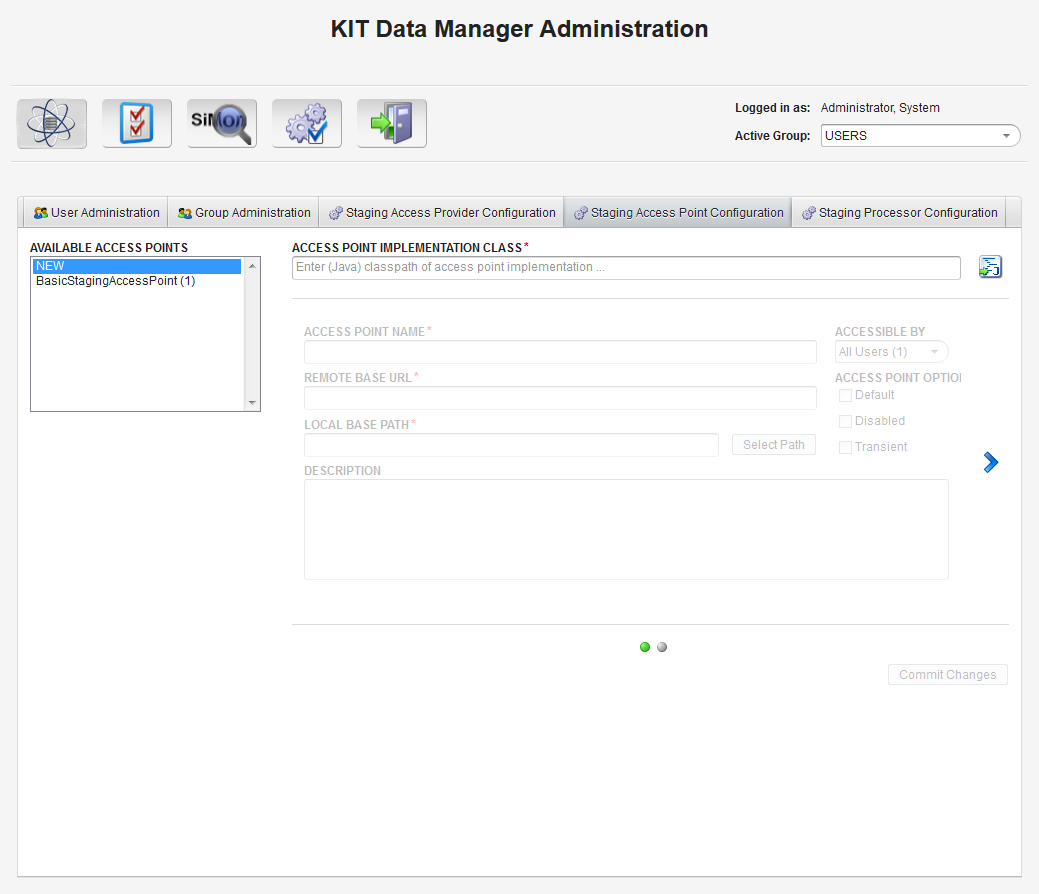 KIT Data Manager Administration
SiMon
Logged in as: Administrator, System
Active Group: USERS
User Administration Group Administration Staging Access Provider Configuration Staging Access Point Configuration Staging Processor Configuration
AVAILABLE ACCESS POINTS
NEW
BasicStagingAccessPoint (1)
ACCESS POINT IMPLEMENTATION CLASS*
Enter (Java) classpath of access point implementation ...
ACCESS POINT NAME*
ACCESSIBLE BY
All Users (1)
REMOTE BASE URL*
ACCESS POINT OPTIO
Default
Disabled
LOCAL BASE PATH*
Select Path
Transient
DESCRIPTION
Commit Changes